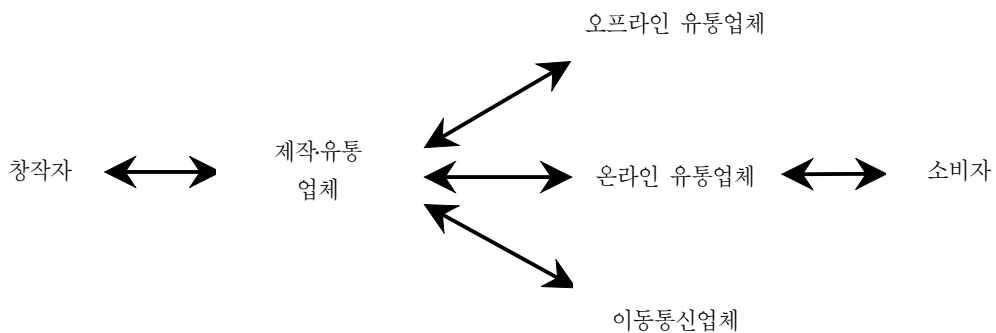 오프라인 유통업체
창작자
제작·유통
업체
온라인 유통업체
소비자
이동통신업체